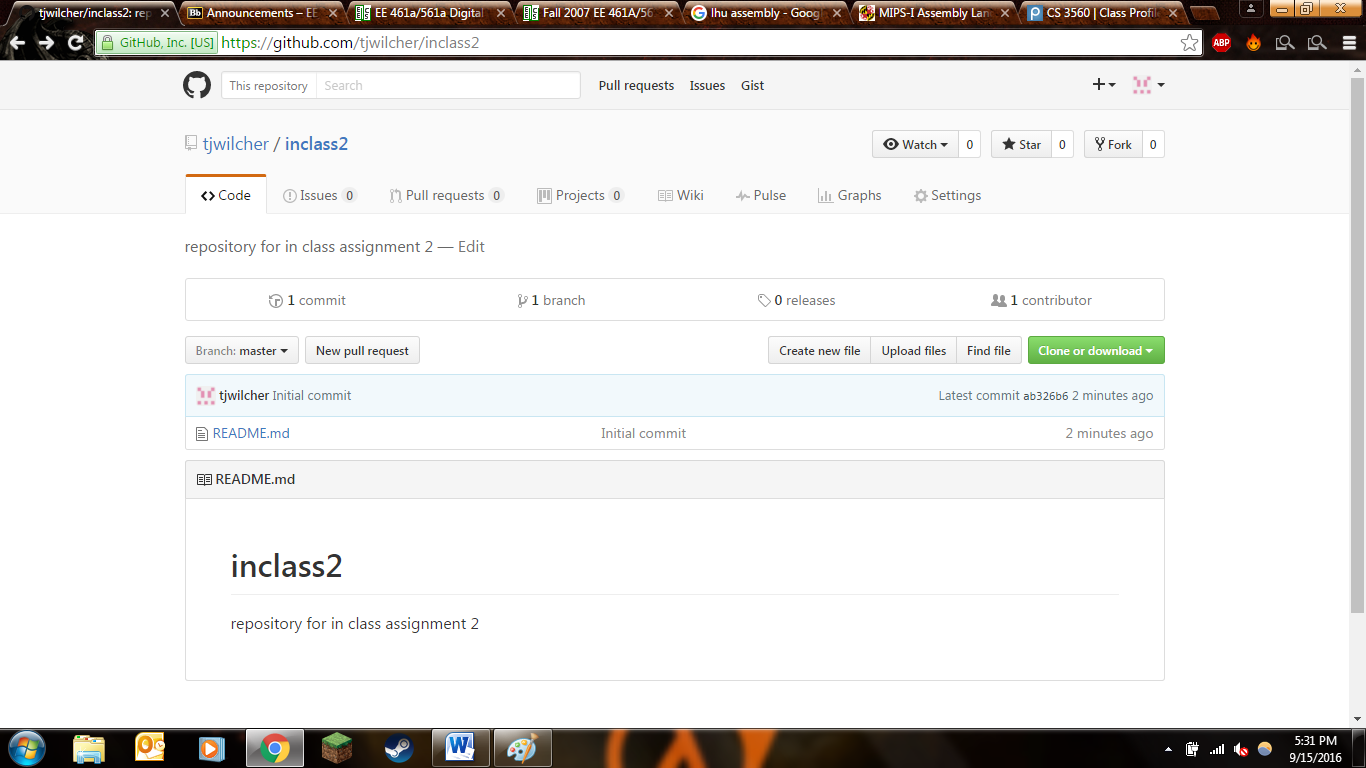 tjwilcher/inclass2: rep
Announcements – EE
EE 461a/561a Digital
Fall 2007 EE 461A/56
lhu assembly - Goog
MIPS-I Assembly Lan
CS 3560 | Class Profil
GitHub, Inc. [US] https://github.com/tjwilcher/inclass2
ABP
This repository Search Pull requests Issues Gist
tjwilcher / inclass2
Watch 0 Star 0 Fork 0
Code Issues 0 Pull requests 0 Projects 0 Wiki Pulse Graphs Settings
repository for in class assignment 2 — Edit
1 commit 1 branch 0 releases 1 contributor
Branch: master New pull request Create new file Upload files Find file Clone or download
tjwilcher Initial commit Latest commit ab326b6 2 minutes ago
README.md Initial commit 2 minutes ago
README.md
inclass2
repository for in class assignment 2
5:31 PM
9/15/2016